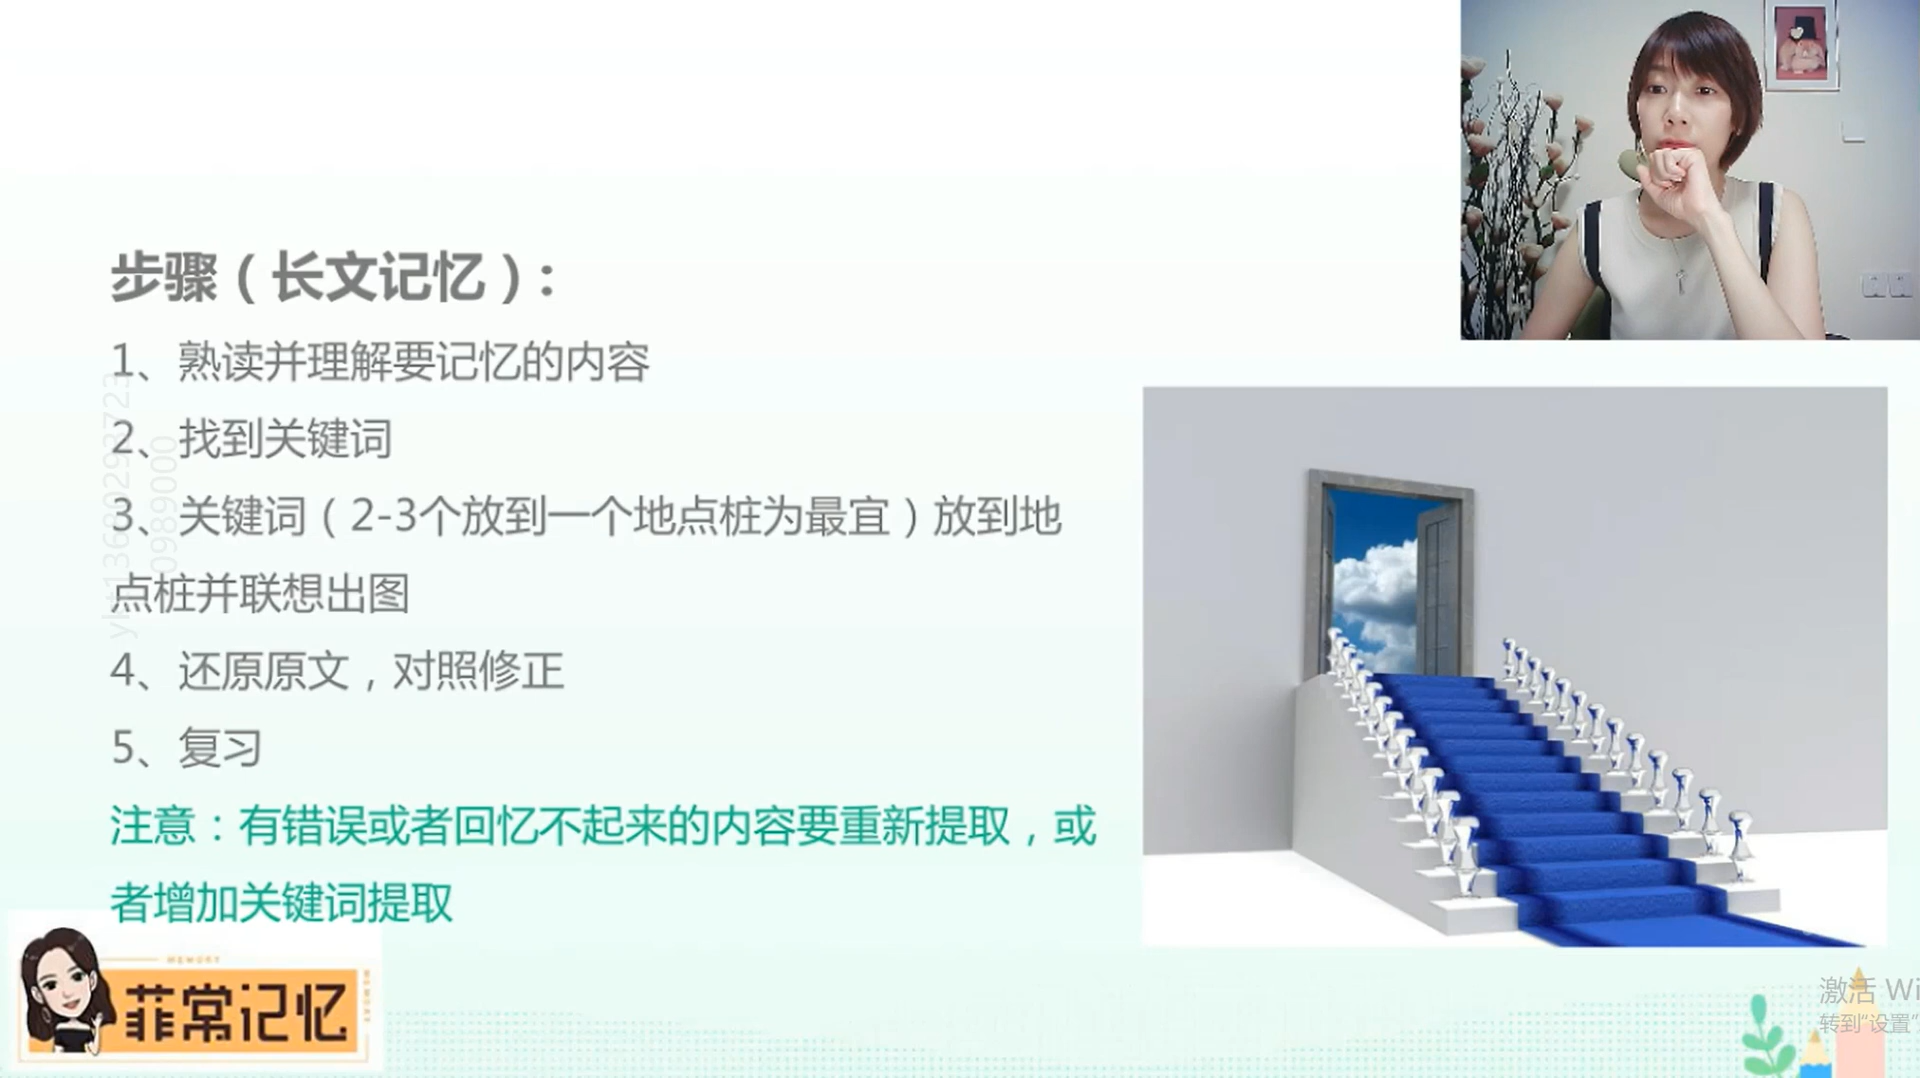 步骤（长文记忆）：
1、熟读并理解要记忆的内容
2、找到关键词
3、关键词（2-3个放到一个地点桩为最宜）放到地
点桩并联想出图
4、还原原文，对照修正
5、复习
注意：有错误或者回忆不起来的内容要重新提取，或
者增加关键词提取
MEMORY
菲常记忆
MEMORY
激活 Wi
转到"设置"